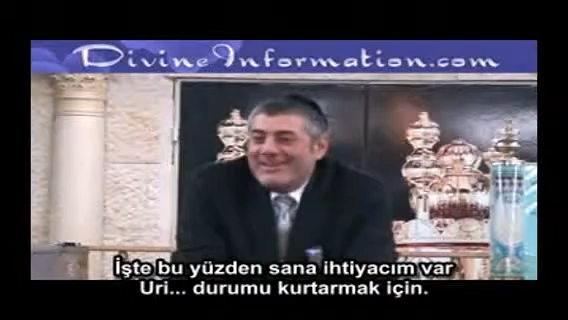 DivineInformation.com
İşte bu yüzden sana ihtiyacım var
Uri... durumu kurtarmak için.